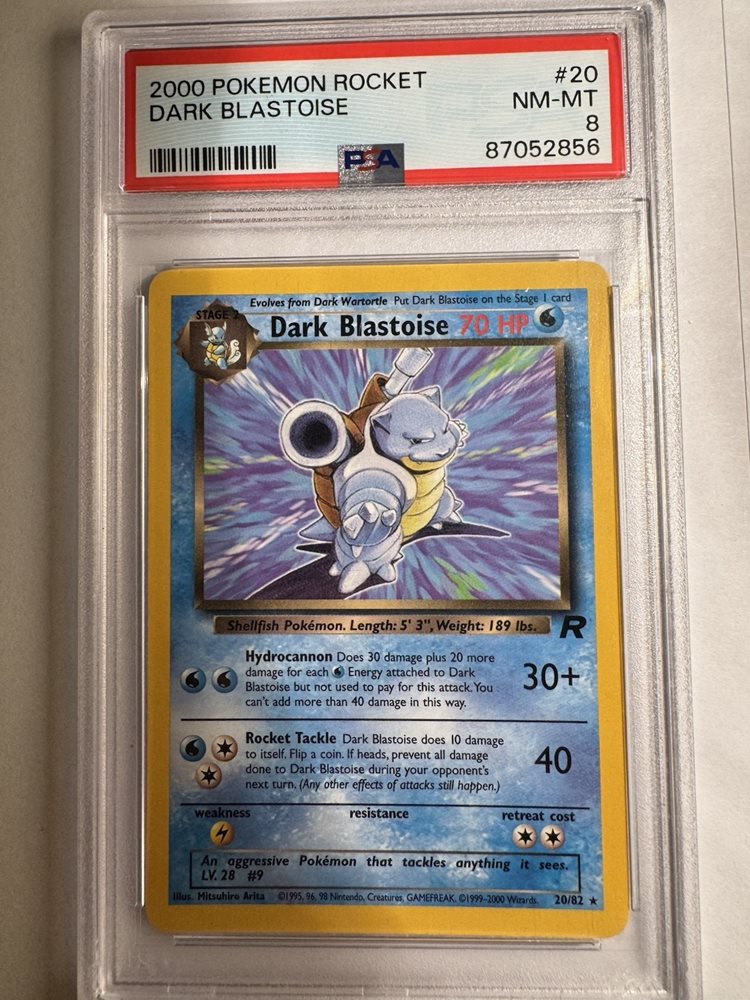 2000 POKEMON ROCKET #20
DARK BLASTOISE NM-MT
8
PSA 87052856
Evolves from Dark Wartortle Put Dark Blastoise on the Stage 1 card
STAGE 2
Dark Blastoise 70 HP
Shellfish Pokémon. Length: 5' 3", Weight: 189 lbs.
R
Hydrocannon Does 30 damage plus 20 more
damage for each Energy attached to Dark
Blastoise but not used to pay for this attack. You
can't add more than 40 damage in this way.
30+
Rocket Tackle Dark Blastoise does 10 damage
to itself. Flip a coin. If heads, prevent all damage
done to Dark Blastoise during your opponent's
next turn. (Any other effects of attacks still happen.)
40
weakness resistance retreat cost
An aggressive Pokémon that tackles anything it sees.
LV. 28 #9
Illus. Mitsuhiro Arita ©1995, 96, 98 Nintendo, Creatures, GAMEFREAK. ©1999-2000 Wizards. 20/82 ★